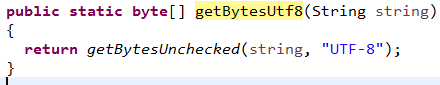 public static byte[] getBytesUtf8(String string)
{
return getBytesUnchecked(string, "UTF-8");
}